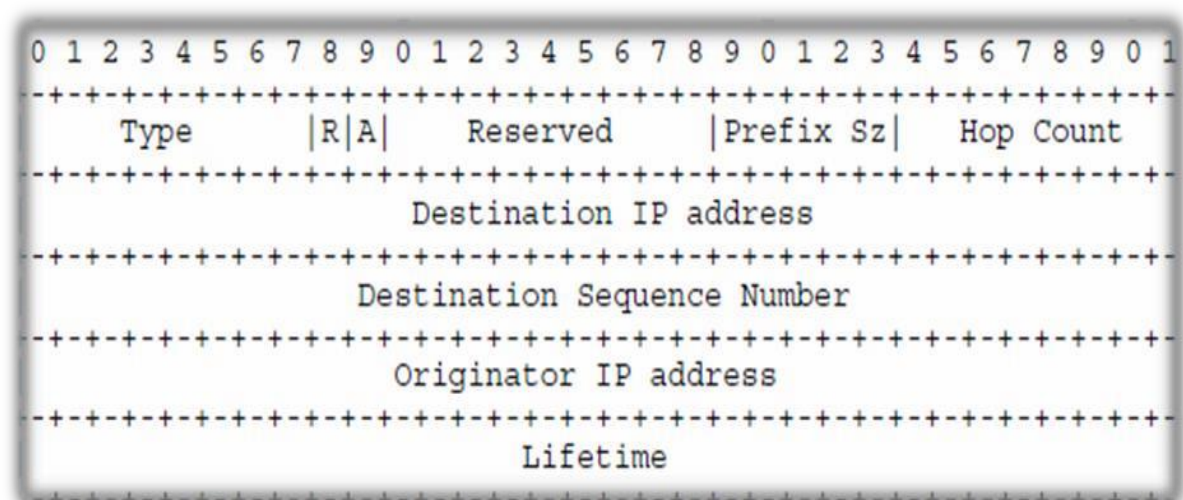 0 1 2 3 4 5 6 7 8 9 0 1 2 3 4 5 6 7 8 9 0 1 2 3 4 5 6 7 8 9 0 1
-+-+-+-+-+-+-+-+-+-+-+-+-+-+-+-+-+-+-+-+-+-+-+-+-+-+-+-+-+-+-+-
Type |R|A| Reserved |Prefix Sz| Hop Count
-+-+-+-+-+-+-+-+-+-+-+-+-+-+-+-+-+-+-+-+-+-+-+-+-+-+-+-+-+-+-+-
Destination IP address
-+-+-+-+-+-+-+-+-+-+-+-+-+-+-+-+-+-+-+-+-+-+-+-+-+-+-+-+-+-+-+-
Destination Sequence Number
-+-+-+-+-+-+-+-+-+-+-+-+-+-+-+-+-+-+-+-+-+-+-+-+-+-+-+-+-+-+-+-
Originator IP address
-+-+-+-+-+-+-+-+-+-+-+-+-+-+-+-+-+-+-+-+-+-+-+-+-+-+-+-+-+-+-+-
Lifetime
-+-+-+-+-+-+-+-+-+-+-+-+-+-+-+-+-+-+-+-+-+-+-+-+-+-+-+-+-+-+-+-